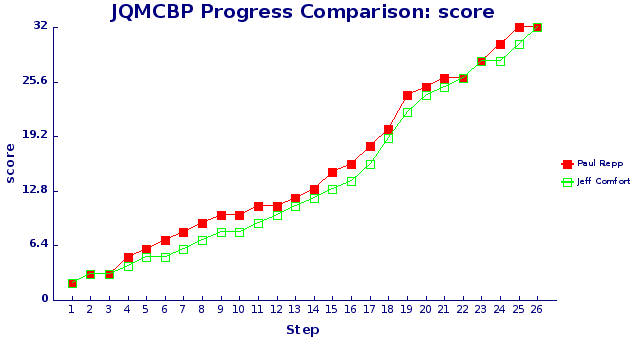 JQMCBP Progress Comparison: score
32
25.6
19.2
12.8
6.4
0
score
1 2 3 4 5 6 7 8 9 10 11 12 13 14 15 16 17 18 19 20 21 22 23 24 25 26
Step
Paul Repp
Jeff Comfort